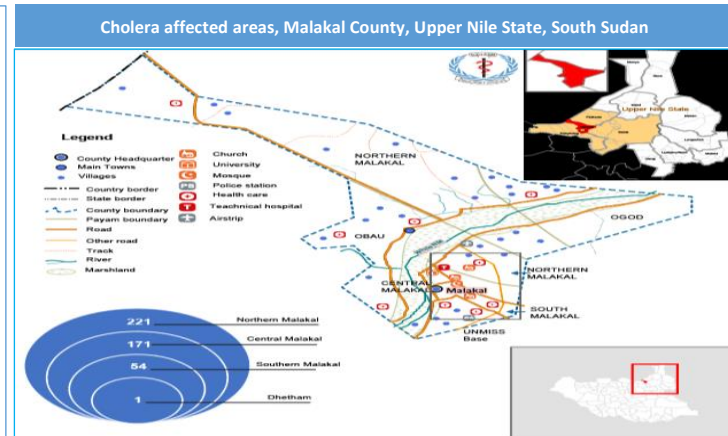 Cholera affected areas, Malakal County, Upper Nile State, South Sudan
Legend
County Headquarter
Main Towns
Villages
Country border
State border
County boundary
Payam boundary
Road
Other road
Track
River
Marshland
Church
University
Mosque
PS
Police station
Health care
T
Teachnical hospital
Airstrip
NORTHERN
MALAKAL
OGOD
OBAU
CENTRAL
MALAKAL
Malakal
T
NORTHERN
MALAKAL
SOUTH
MALAKAL
UNMISS
Base
Upper Nile State
221
Northern Malakal
171
Central Malakal
54
Southern Malakal
1
Dhetham